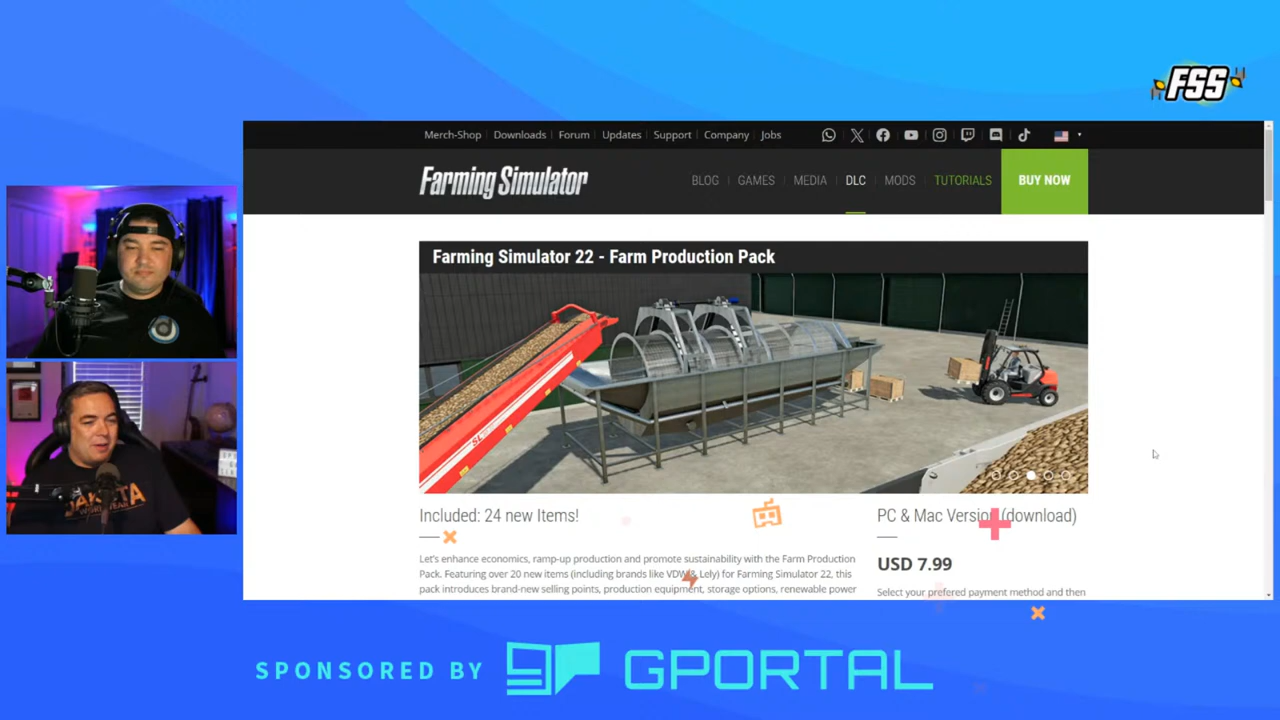 FSS
Merch-Shop Downloads Forum Updates Support Company Jobs
Farming Simulator
BLOG GAMES MEDIA DLC MODS TUTORIALS BUY NOW
Farming Simulator 22 - Farm Production Pack
SL
Included: 24 new Items!
Let's enhance economics, ramp-up production and promote sustainability with the Farm Production
Pack. Featuring over 20 new items (including brands like VDW & Lely) for Farming Simulator 22, this
pack introduces brand-new selling points, production equipment, storage options, renewable power
PC & Mac Version (download)
USD 7.99
Select your prefered payment method and then
SPONSORED BY GPORTAL